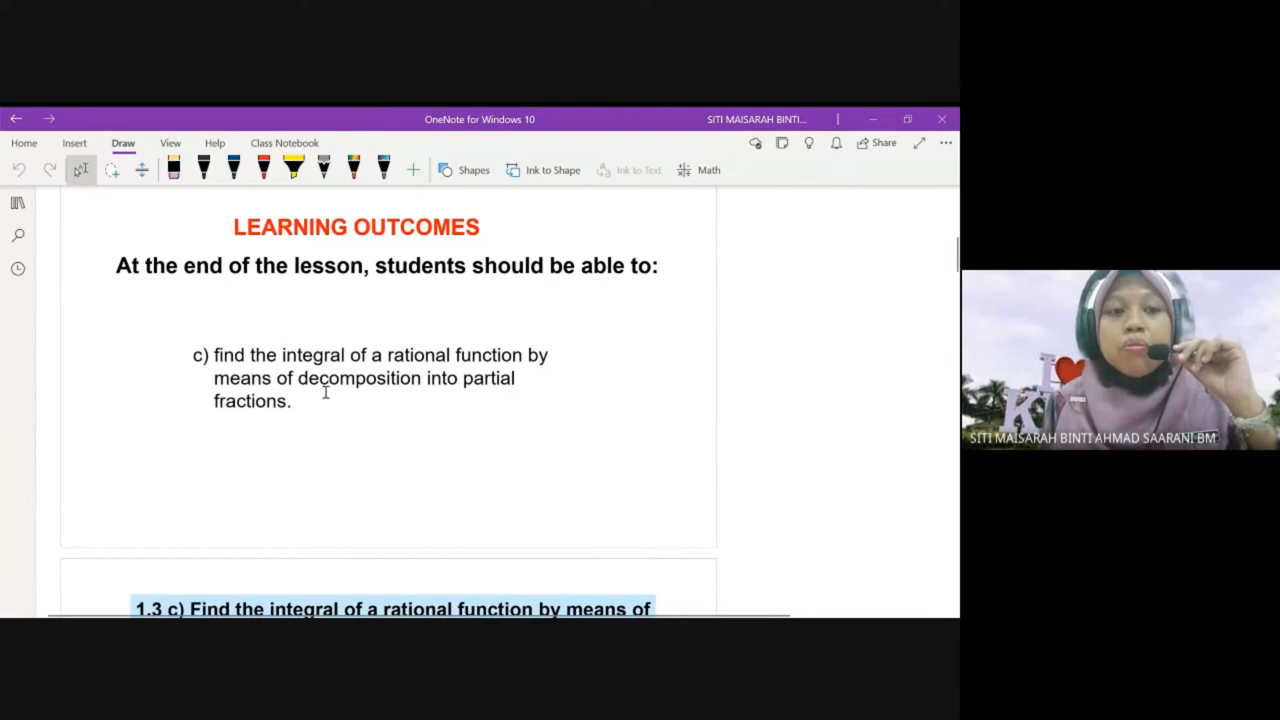 OneNote for Windows 10
SITI MAISARAH BINTI...
Home
Insert
Draw
View
Help
Class Notebook
Share
Shapes
Ink to Shape
Ink to Text
Math
LEARNING OUTCOMES
At the end of the lesson, students should be able to:
c) find the integral of a rational function by
means of decomposition into partial
fractions.
1.3 c) Find the integral of a rational function by means of
I
K
SITI MAISARAH BINTI AHMAD SAARANI BM